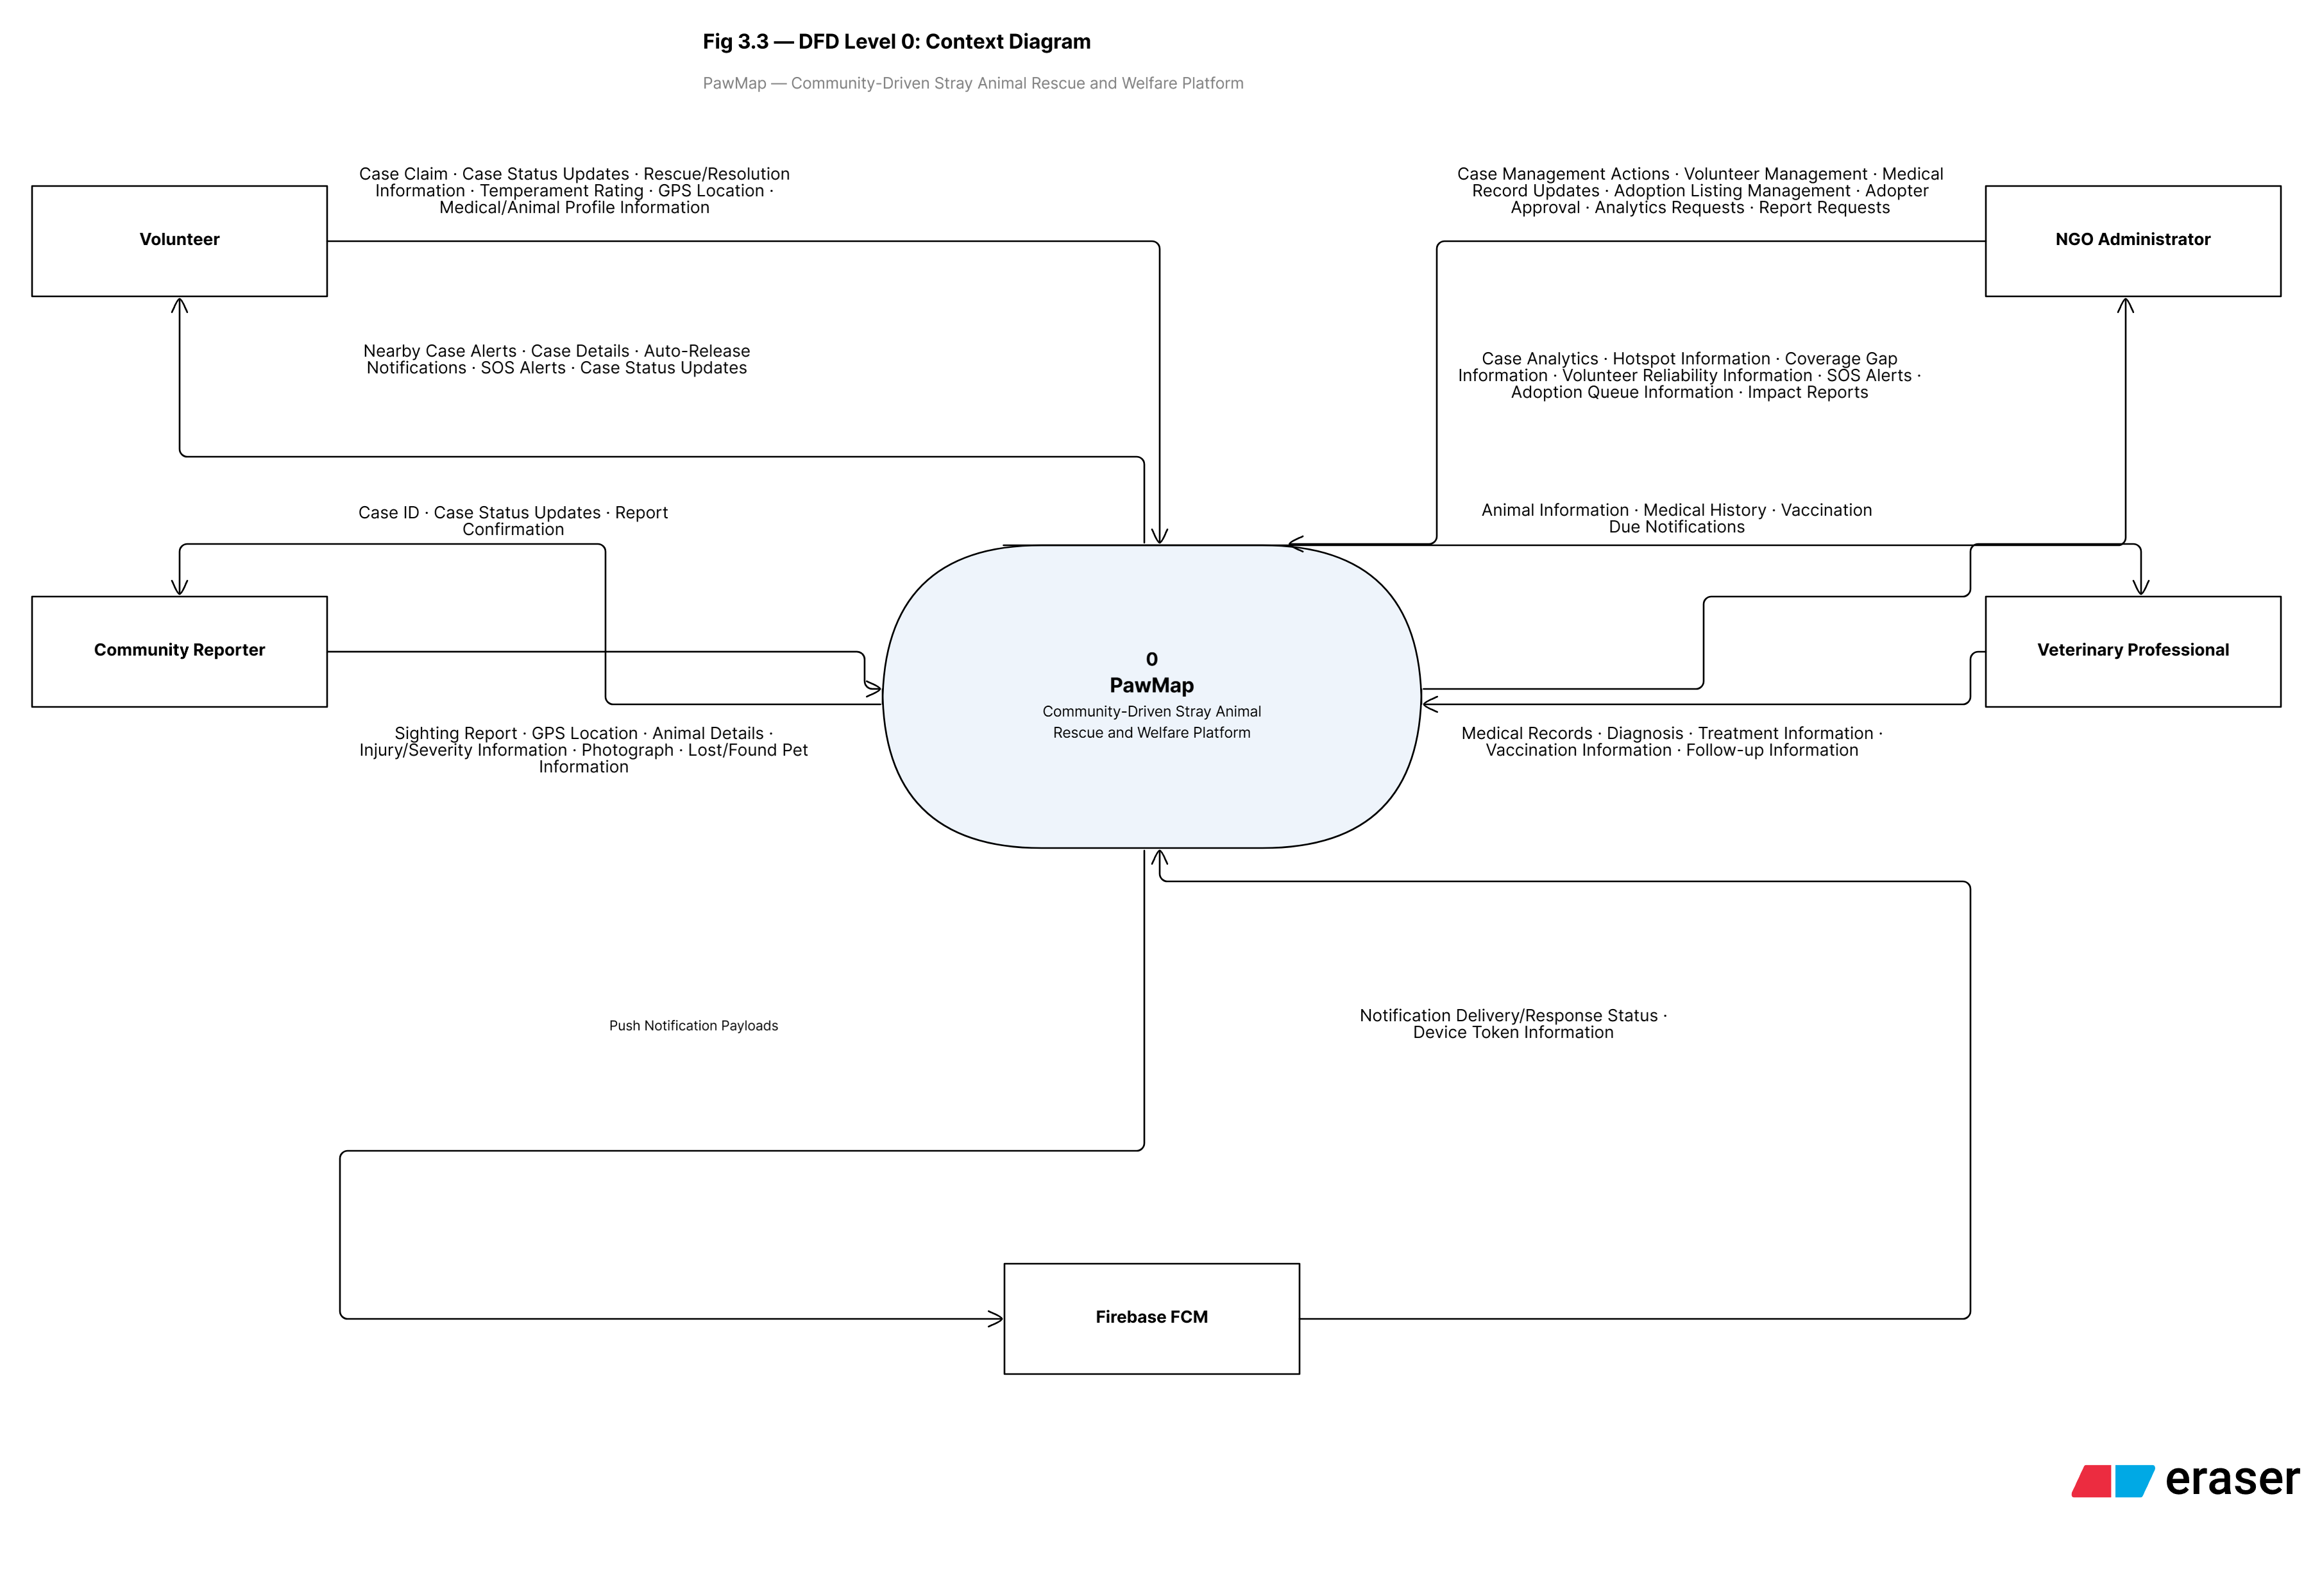 Fig 3.3 — DFD Level 0: Context Diagram
PawMap — Community-Driven Stray Animal Rescue and Welfare Platform
Case Claim · Case Status Updates · Rescue/Resolution
Information · Temperament Rating · GPS Location ·
Medical/Animal Profile Information
Case Management Actions · Volunteer Management · Medical
Record Updates · Adoption Listing Management · Adopter
Approval · Analytics Requests · Report Requests
Volunteer
NGO Administrator
Nearby Case Alerts · Case Details · Auto-Release
Notifications · SOS Alerts · Case Status Updates
Case Analytics · Hotspot Information · Coverage Gap
Information · Volunteer Reliability Information · SOS Alerts ·
Adoption Queue Information · Impact Reports
Case ID · Case Status Updates · Report
Confirmation
Animal Information · Medical History · Vaccination
Due Notifications
Community Reporter
0
PawMap
Community-Driven Stray Animal
Rescue and Welfare Platform
Veterinary Professional
Sighting Report · GPS Location · Animal Details ·
Injury/Severity Information · Photograph · Lost/Found Pet
Information
Medical Records · Diagnosis · Treatment Information ·
Vaccination Information · Follow-up Information
Push Notification Payloads
Notification Delivery/Response Status ·
Device Token Information
Firebase FCM
eraser